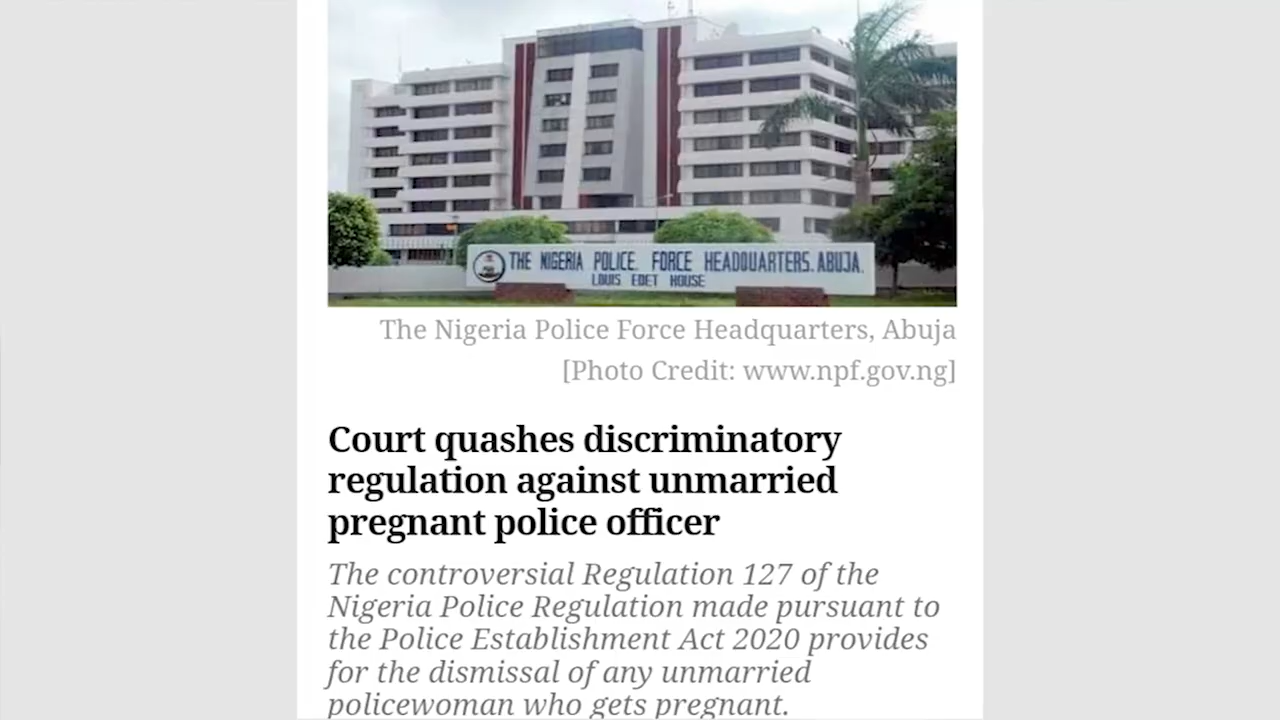 THE NIGERIA POLICE FORCE HEADQUARTERS, ABUJA.
LOUIS EDET HOUSE
The Nigeria Police Force Headquarters, Abuja
[Photo Credit: www.npf.gov.ng]
Court quashes discriminatory
regulation against unmarried
pregnant police officer
The controversial Regulation 127 of the
Nigeria Police Regulation made pursuant to
the Police Establishment Act 2020 provides
for the dismissal of any unmarried
policewoman who gets pregnant.